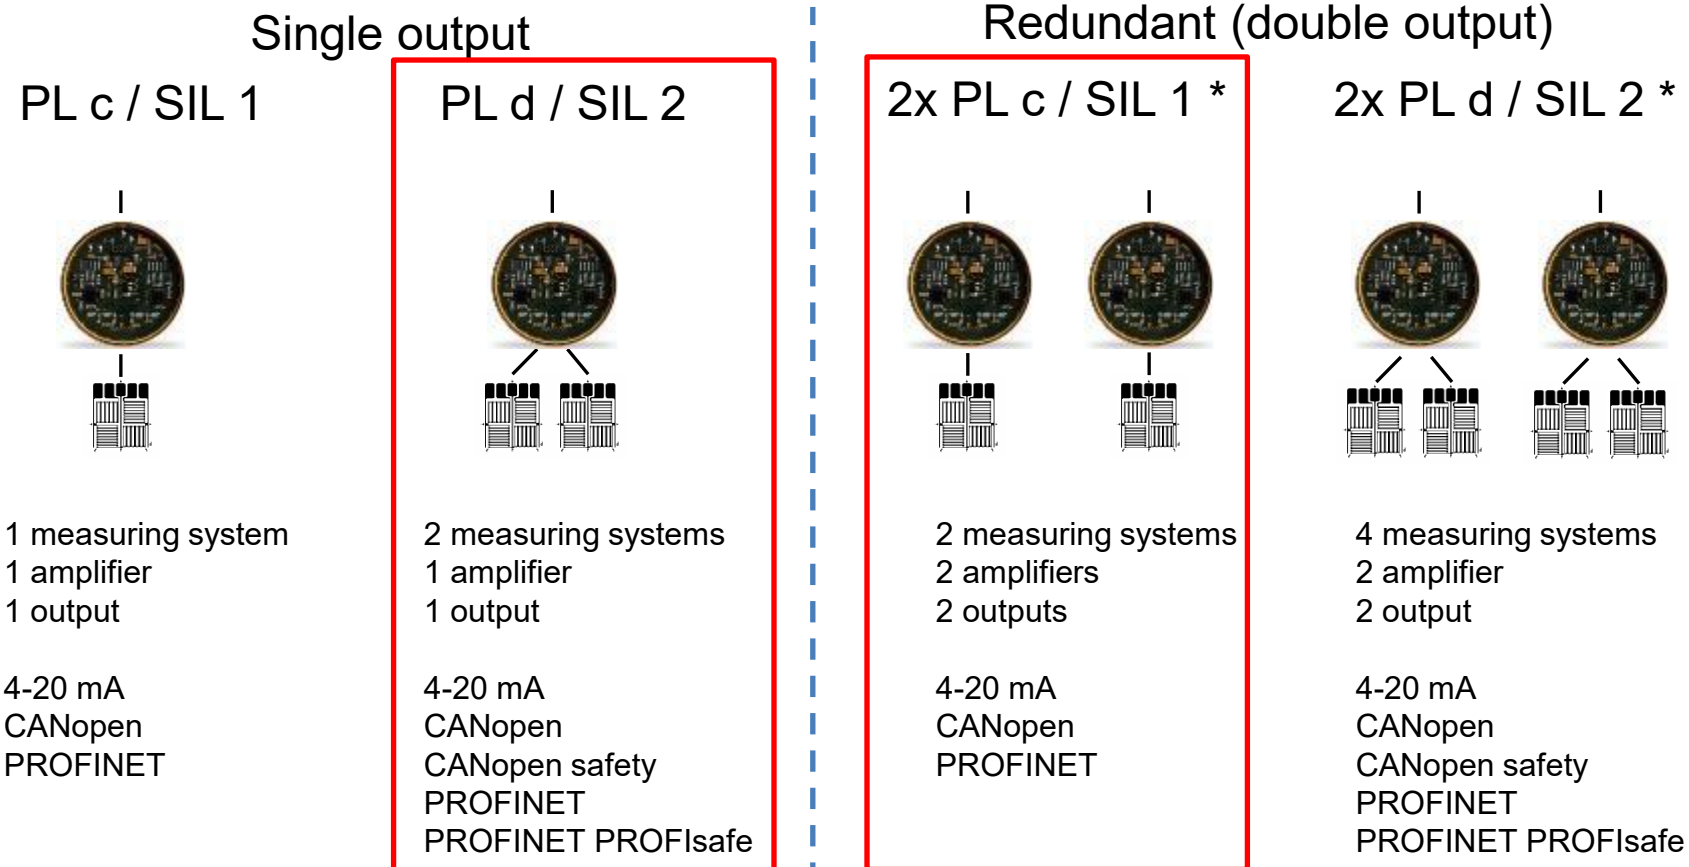 Single output
Redundant (double output)
PL c / SIL 1
PL d / SIL 2
2x PL c / SIL 1 *
2x PL d / SIL 2 *
1 measuring system
1 amplifier
1 output
4-20 mA
CANopen
PROFINET
2 measuring systems
1 amplifier
1 output
4-20 mA
CANopen
CANopen safety
PROFINET
PROFINET PROFIsafe
2 measuring systems
2 amplifiers
2 outputs
4-20 mA
CANopen
PROFINET
4 measuring systems
2 amplifier
2 output
4-20 mA
CANopen
CANopen safety
PROFINET
PROFINET PROFIsafe